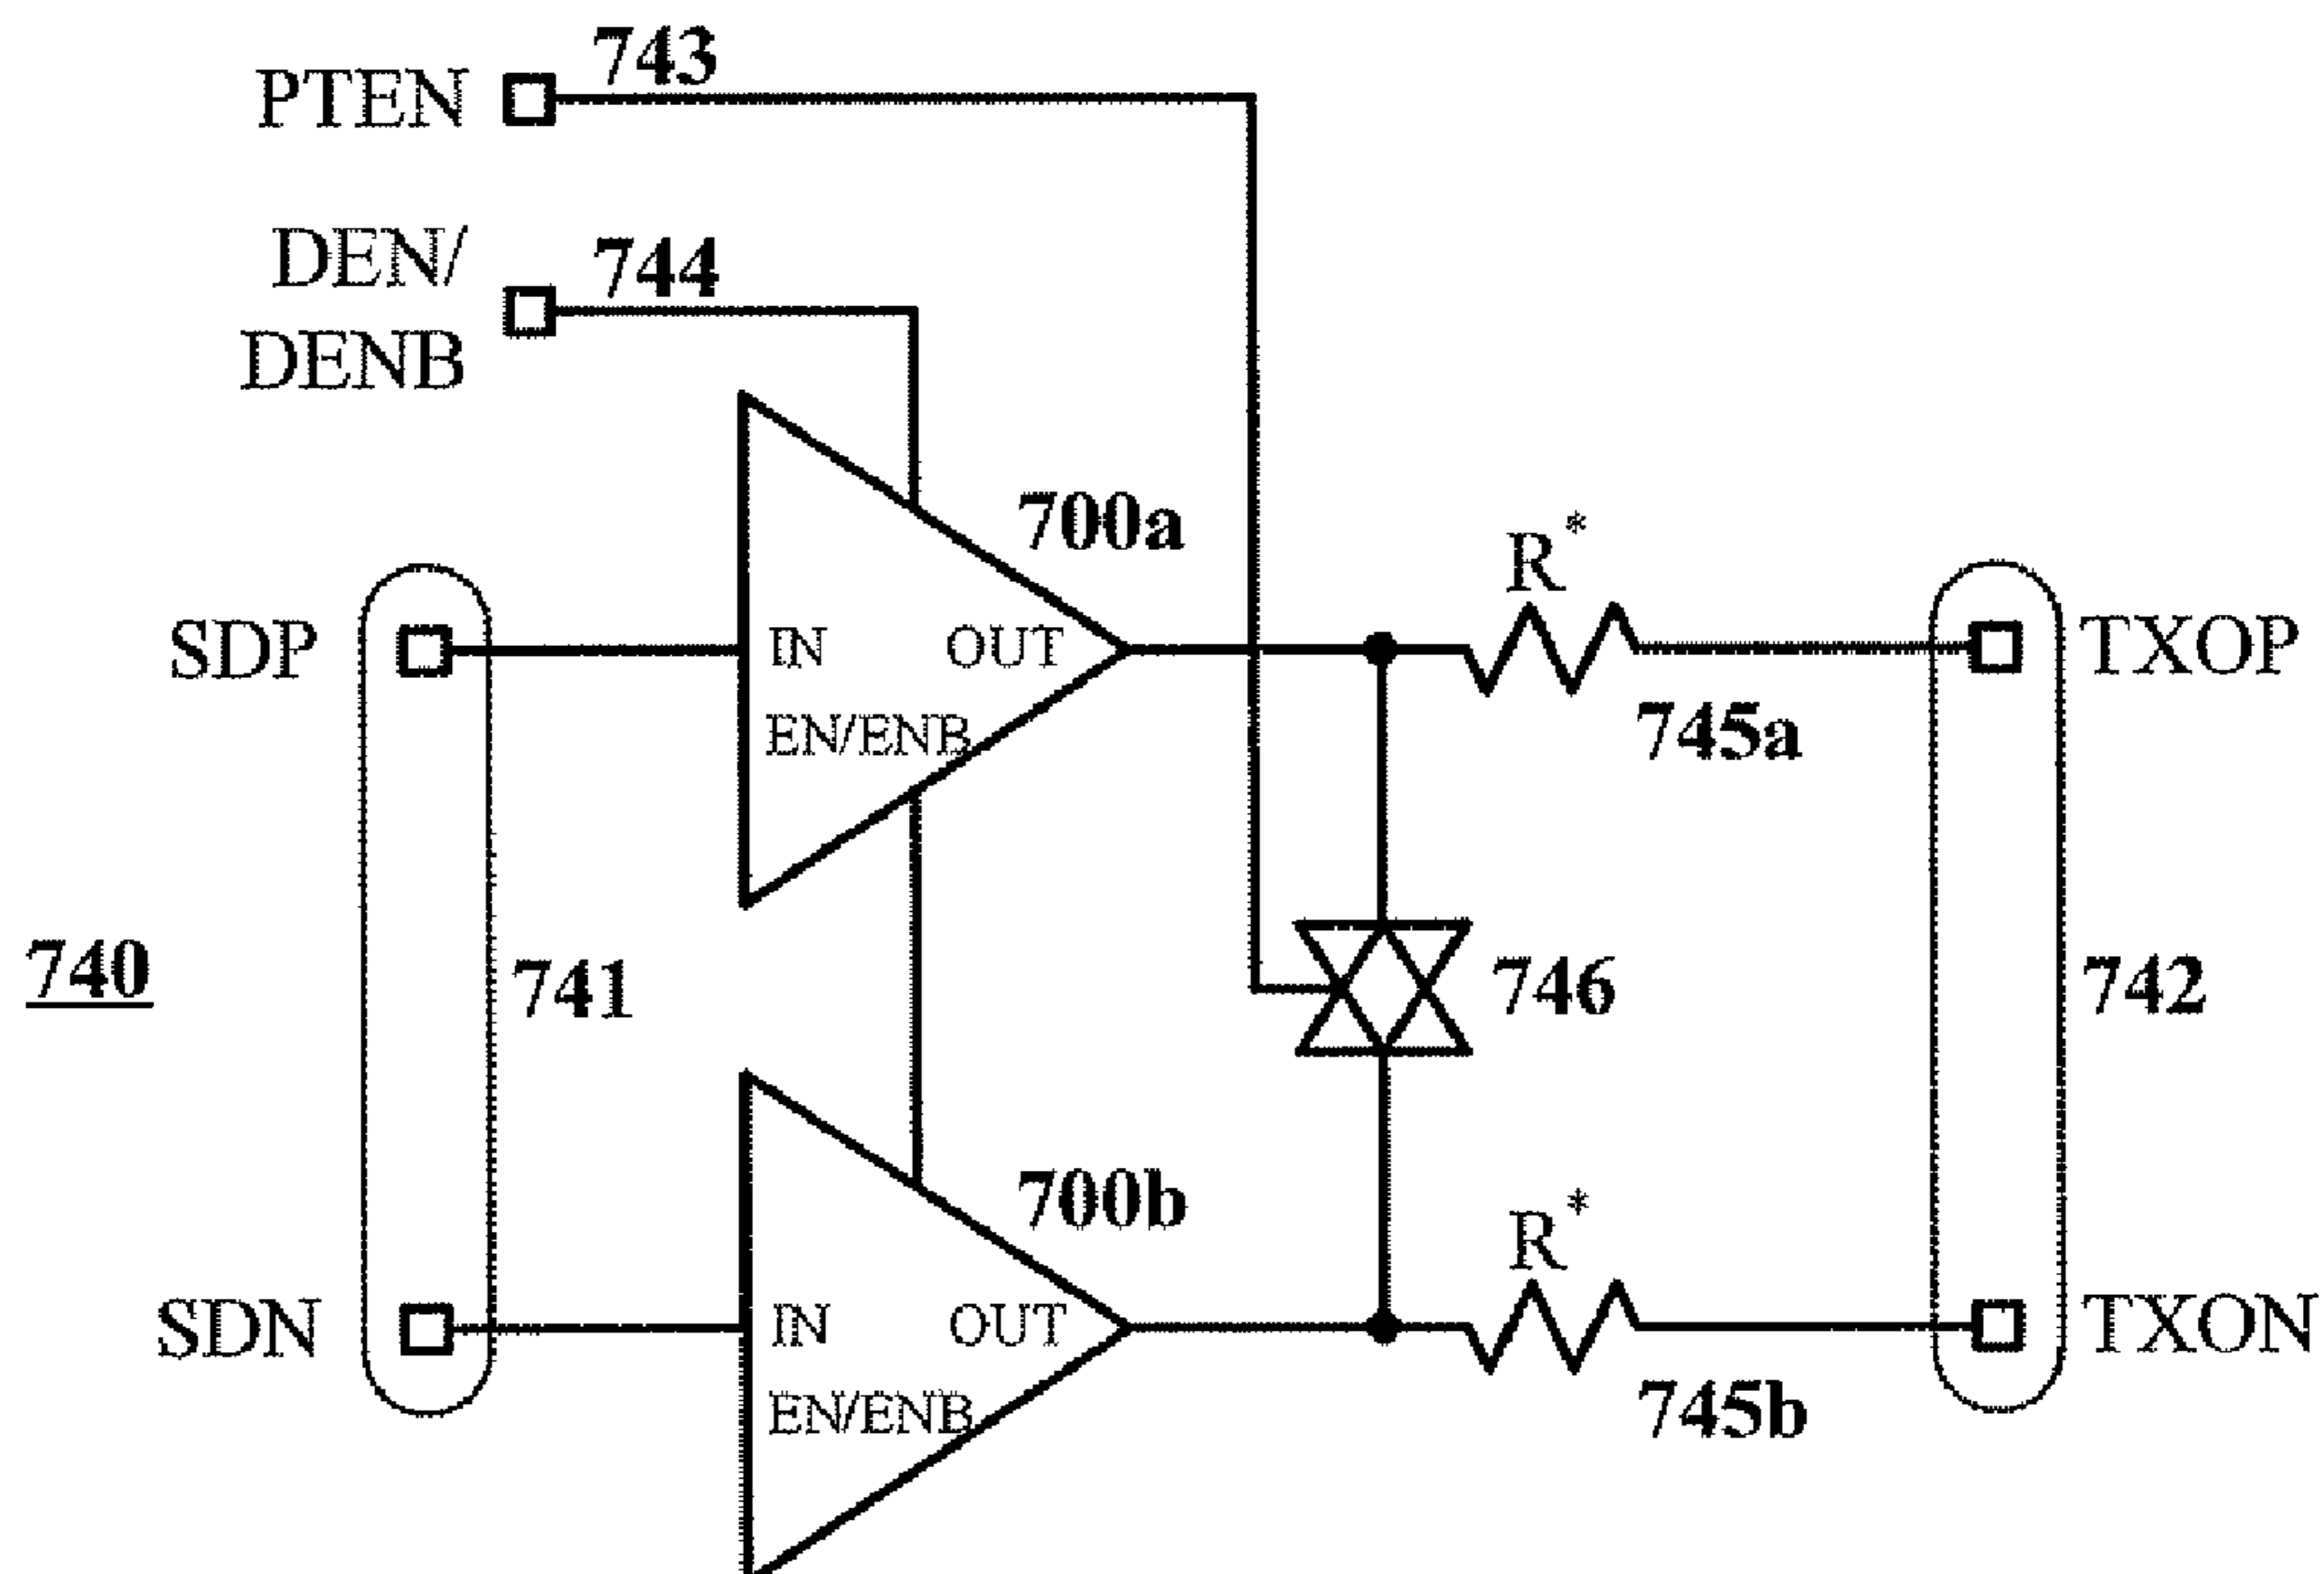 743
PTEN
DEN/
DENB
744
700a
R*
SDP
IN OUT
TXOP
EN/ENB
745a
740
741
746
742
700b
R*
SDN
IN OUT
TXON
EN/ENB
745b